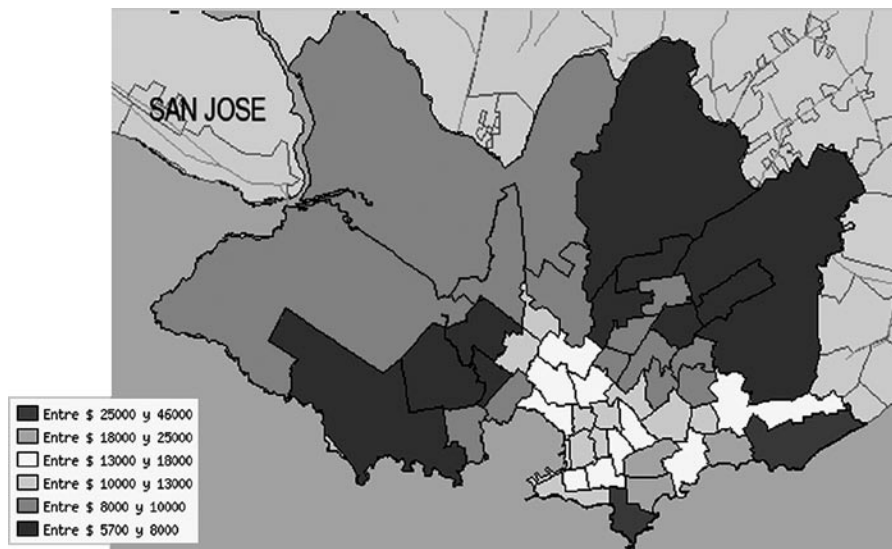 SAN JOSE
Entre $ 25000 y 46000
Entre $ 18000 y 25000
Entre $ 13000 y 18000
Entre $ 10000 y 13000
Entre $ 8000 y 10000
Entre $ 5700 y 8000